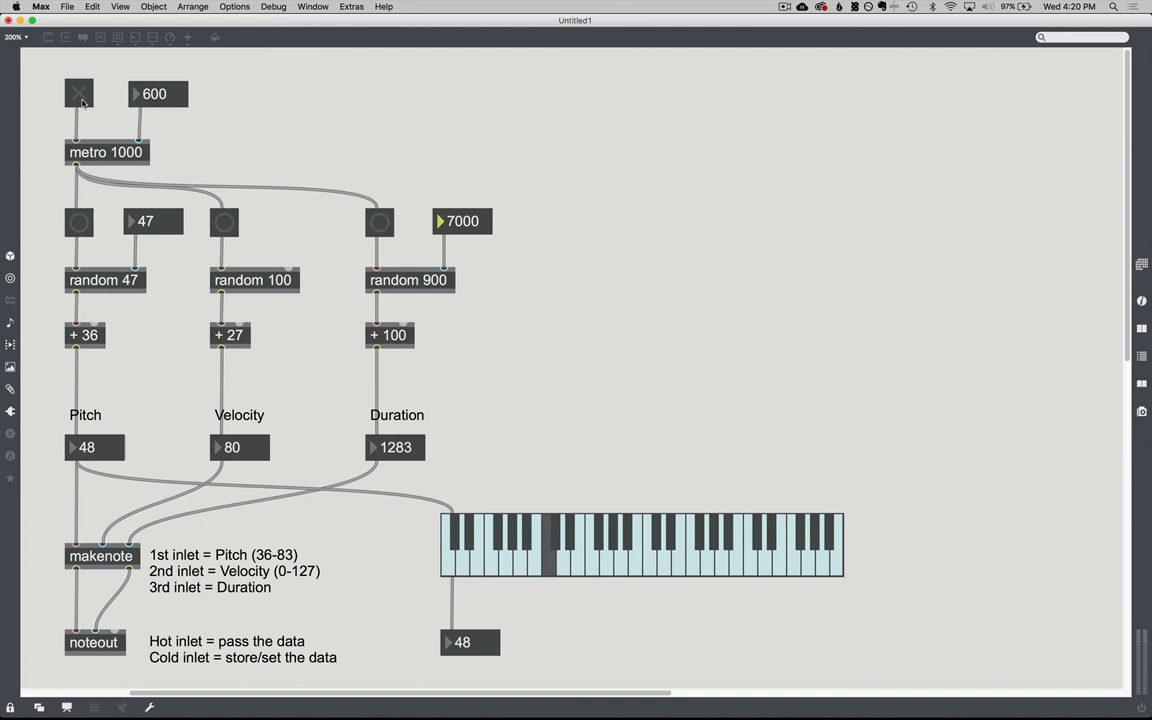 Max File Edit View Object Arrange Options Debug Window Extras Help
97% Wed 4:20 PM
Untitled1
200%
600
metro 1000
47
7000
random 47
random 100
random 900
+ 36
+ 27
+ 100
Pitch
Velocity
Duration
48
80
1283
makenote
1st inlet = Pitch (36-83)
2nd inlet = Velocity (0-127)
3rd inlet = Duration
noteout
Hot inlet = pass the data
Cold inlet = store/set the data
48